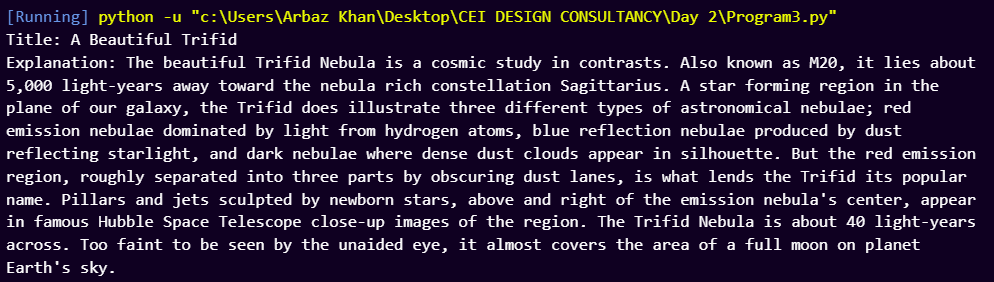 [Running] python -u "c:\Users\Arbaz Khan\Desktop\CEI DESIGN CONSULTANCY\Day 2\Program3.py"
Title: A Beautiful Trifid
Explanation: The beautiful Trifid Nebula is a cosmic study in contrasts. Also known as M20, it lies about
5,000 light-years away toward the nebula rich constellation Sagittarius. A star forming region in the
plane of our galaxy, the Trifid does illustrate three different types of astronomical nebulae; red
emission nebulae dominated by light from hydrogen atoms, blue reflection nebulae produced by dust
reflecting starlight, and dark nebulae where dense dust clouds appear in silhouette. But the red emission
region, roughly separated into three parts by obscuring dust lanes, is what lends the Trifid its popular
name. Pillars and jets sculpted by newborn stars, above and right of the emission nebula's center, appear
in famous Hubble Space Telescope close-up images of the region. The Trifid Nebula is about 40 light-years
across. Too faint to be seen by the unaided eye, it almost covers the area of a full moon on planet
Earth's sky.